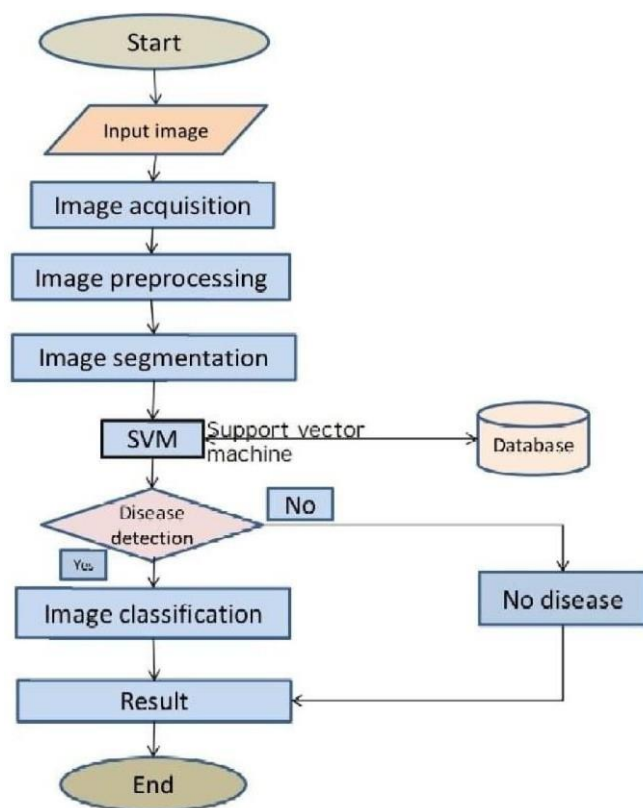 Start
Input image
Image acquisition
Image preprocessing
Image segmentation
SVM
Support vector
machine
Database
Disease
detection
No
Yes
Image classification
No disease
Result
End